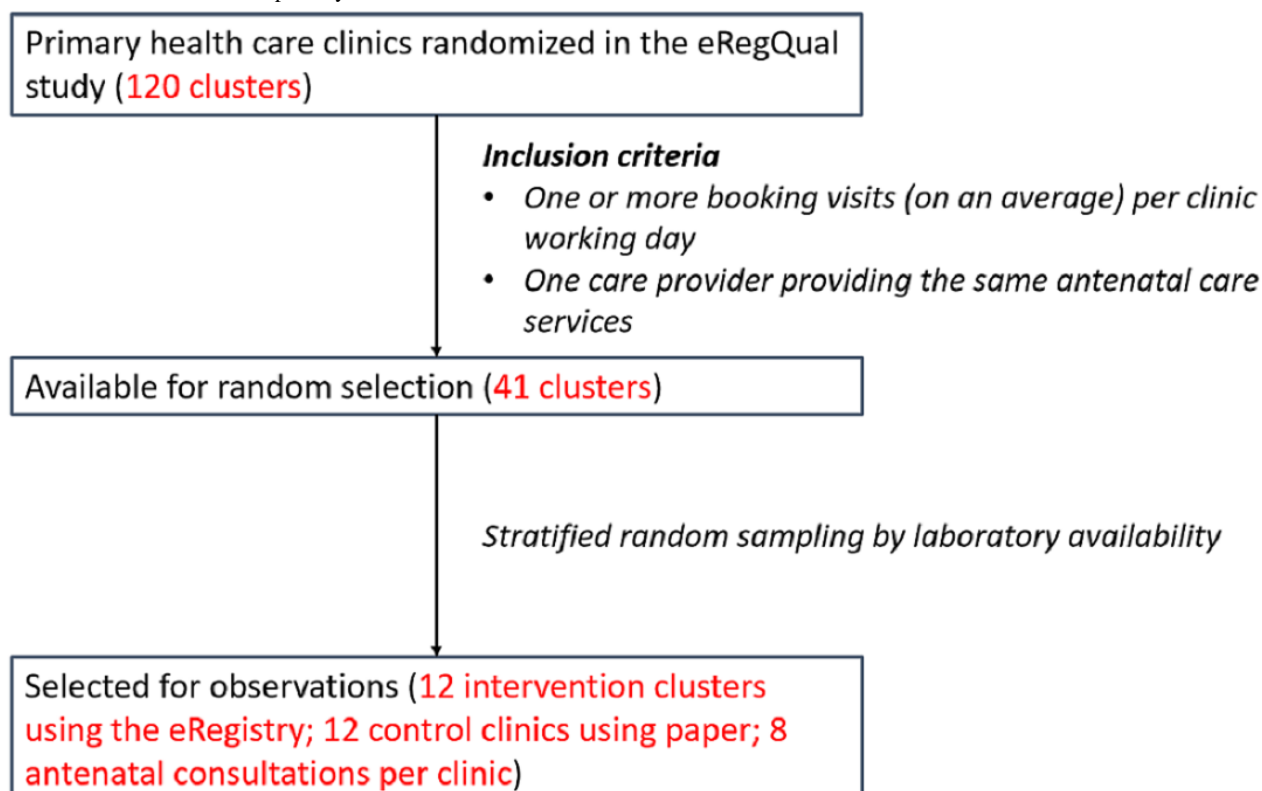 Primary health care clinics randomized in the eRegQual
study (120 clusters)
Inclusion criteria
• One or more booking visits (on an average) per clinic
working day
• One care provider providing the same antenatal care
services
Available for random selection (41 clusters)
Stratified random sampling by laboratory availability
Selected for observations (12 intervention clusters
using the eRegistry; 12 control clinics using paper; 8
antenatal consultations per clinic)